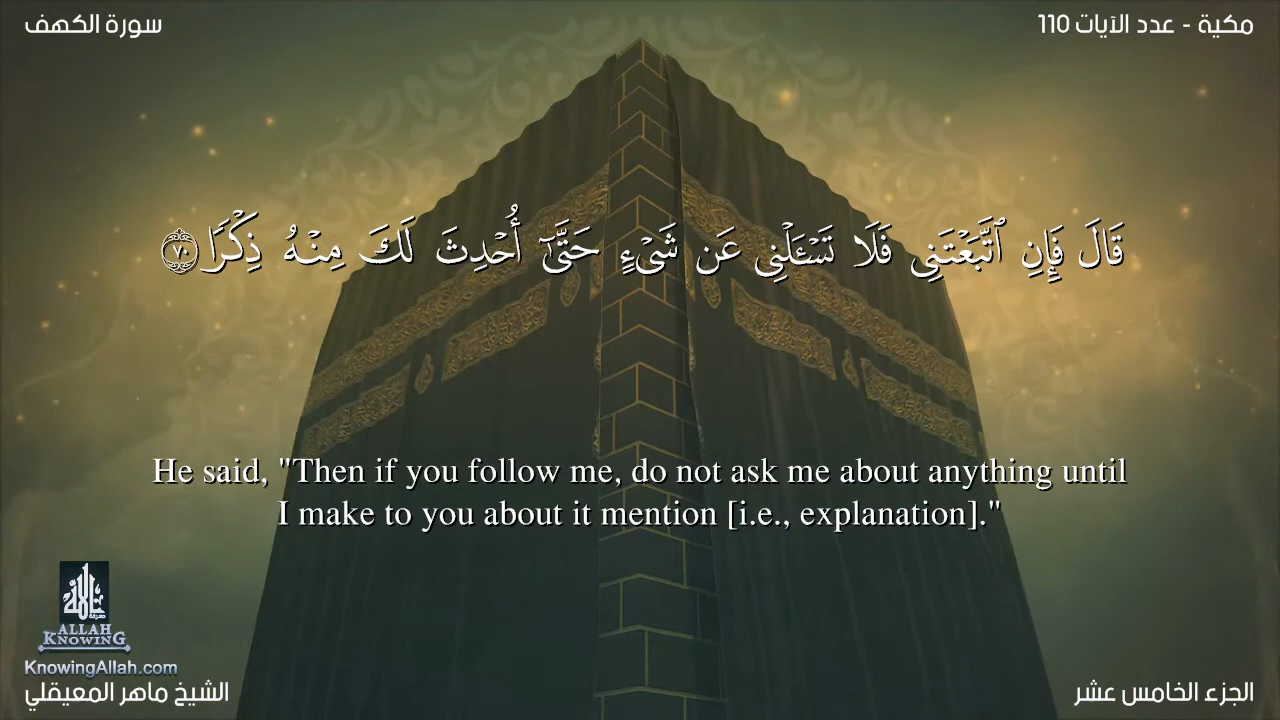 سورة الكهف
مكية - عدد الآيات 110
قَالَ فَإِنِ ٱتَّبَعْتَنِى فَلَا تَسْـَٔلْنِى عَن شَىْءٍ حَتَّىٰٓ أُحْدِثَ لَكَ مِنْهُ ذِكْرًا ٧٠
He said, "Then if you follow me, do not ask me about anything until
I make to you about it mention [i.e., explanation]."
ALLAH
KNOWING
KnowingAllah.com
الشيخ ماهر المعيقلي
الجزء الخامس عشر